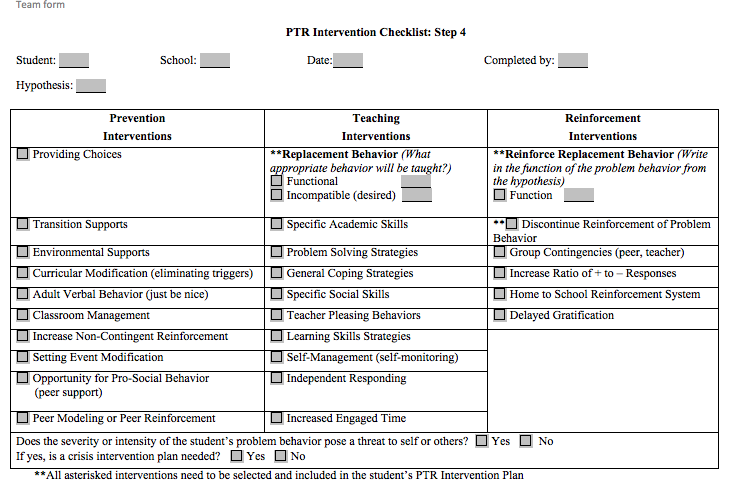 Team form
PTR Intervention Checklist: Step 4
Student: School: Date: Completed by:
Hypothesis:
Prevention
Interventions
Teaching
Interventions
Reinforcement
Interventions
Providing Choices
**Replacement Behavior (What
appropriate behavior will be taught?)
Functional
Incompatible (desired)
**Reinforce Replacement Behavior (Write
in the function of the problem behavior from
the hypothesis)
Function
Transition Supports
Specific Academic Skills
** Discontinue Reinforcement of Problem
Behavior
Environmental Supports
Problem Solving Strategies
Group Contingencies (peer, teacher)
Curricular Modification (eliminating triggers)
General Coping Strategies
Increase Ratio of + to – Responses
Adult Verbal Behavior (just be nice)
Specific Social Skills
Home to School Reinforcement System
Classroom Management
Teacher Pleasing Behaviors
Delayed Gratification
Increase Non-Contingent Reinforcement
Learning Skills Strategies
Setting Event Modification
Self-Management (self-monitoring)
Opportunity for Pro-Social Behavior
(peer support)
Independent Responding
Peer Modeling or Peer Reinforcement
Increased Engaged Time
Does the severity or intensity of the student’s problem behavior pose a threat to self or others? Yes No
If yes, is a crisis intervention plan needed? Yes No
**All asterisked interventions need to be selected and included in the student’s PTR Intervention Plan